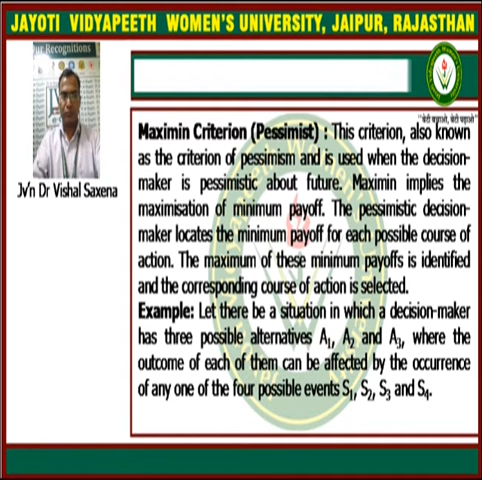 JAYOTI VIDYAPEETH WOMEN'S UNIVERSITY, JAIPUR, RAJASTHAN
our Recognitions
Jv'n Dr Vishal Saxena
"बेटी बचाओ, बेटी पढ़ाओ"
Maximin Criterion (Pessimist) : This criterion, also known
as the criterion of pessimism and is used when the decision-
maker is pessimistic about future. Maximin implies the
maximisation of minimum payoff. The pessimistic decision-
maker locates the minimum payoff for each possible course of
action. The maximum of these minimum payoffs is identified
and the corresponding course of action is selected.
Example: Let there be a situation in which a decision-maker
has three possible alternatives A₁, A₂ and A₃, where the
outcome of each of them can be affected by the occurrence
of any one of the four possible events S₁, S₂, S₃ and S₄.